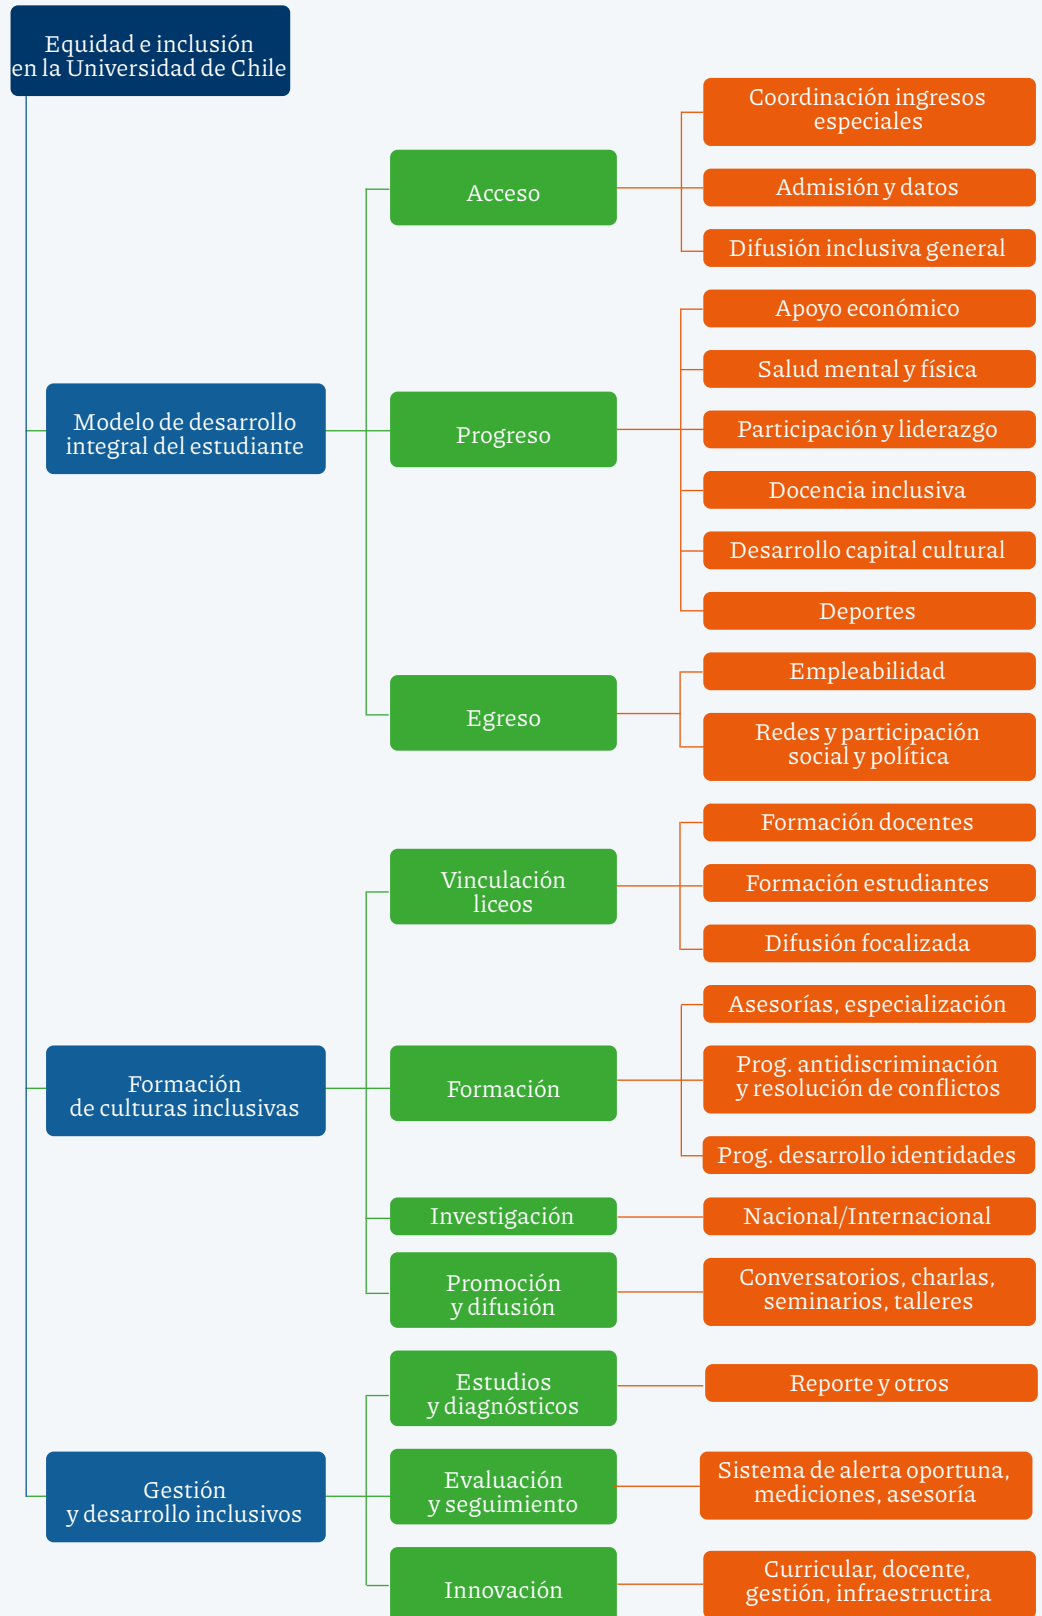 Equidad e inclusión
en la Universidad de Chile
Modelo de desarrollo
integral del estudiante
Acceso
Coordinación ingresos
especiales
Admisión y datos
Difusión inclusiva general
Progreso
Apoyo económico
Salud mental y física
Participación y liderazgo
Docencia inclusiva
Desarrollo capital cultural
Deportes
Egreso
Empleabilidad
Redes y participación
social y política
Formación
de culturas inclusivas
Vinculación
liceos
Formación docentes
Formación estudiantes
Difusión focalizada
Formación
Asesorías, especialización
Prog. antidiscriminación
y resolución de conflictos
Prog. desarrollo identidades
Investigación
Nacional/Internacional
Promoción
y difusión
Conversatorios, charlas,
seminarios, talleres
Gestión
y desarrollo inclusivos
Estudios
y diagnósticos
Reporte y otros
Evaluación
y seguimiento
Sistema de alerta oportuna,
mediciones, asesoría
Innovación
Curricular, docente,
gestión, infraestructira